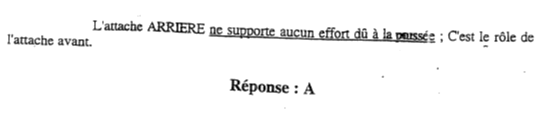 L'attache ARRIERE ne supporte aucun effort dû à la poussée ; C'est le rôle de
l'attache avant.
Réponse : A